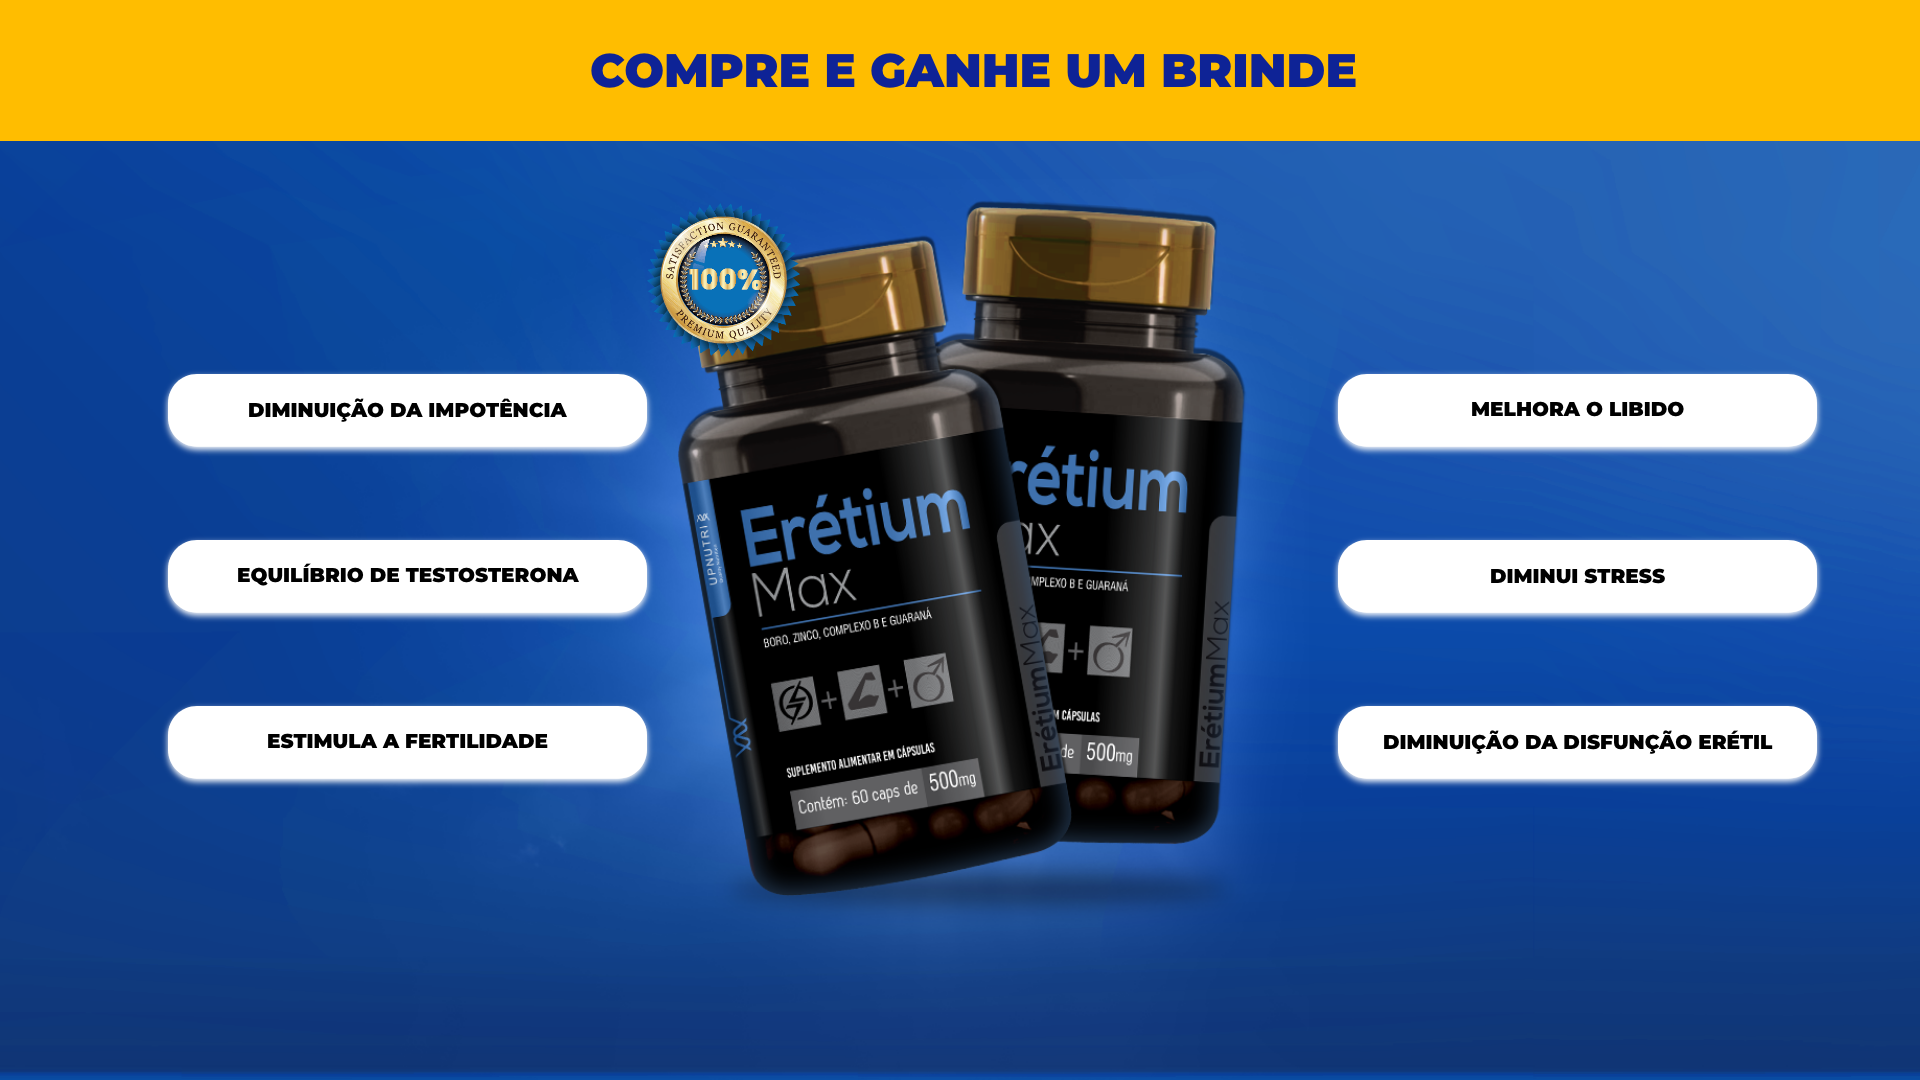 COMPRE E GANHE UM BRINDE
SATISFACTION GUARANTEED
100%
PREMIUM QUALITY
DIMINUIÇÃO DA IMPOTÊNCIA
EQUILÍBRIO DE TESTOSTERONA
ESTIMULA A FERTILIDADE
UPNUTRI
Erétium
Max
BORO, ZINCO, COMPLEXO B E GUARANÁ
+ +
SUPLEMENTO ALIMENTAR EM CÁPSULAS
Contém: 60 caps de 500mg
ErétiumMax
rétium
ax
MPLEXO B E GUARANÁ
+
M CÁPSULAS
de 500mg
ErétiumMax
MELHORA O LIBIDO
DIMINUI STRESS
DIMINUIÇÃO DA DISFUNÇÃO ERÉTIL